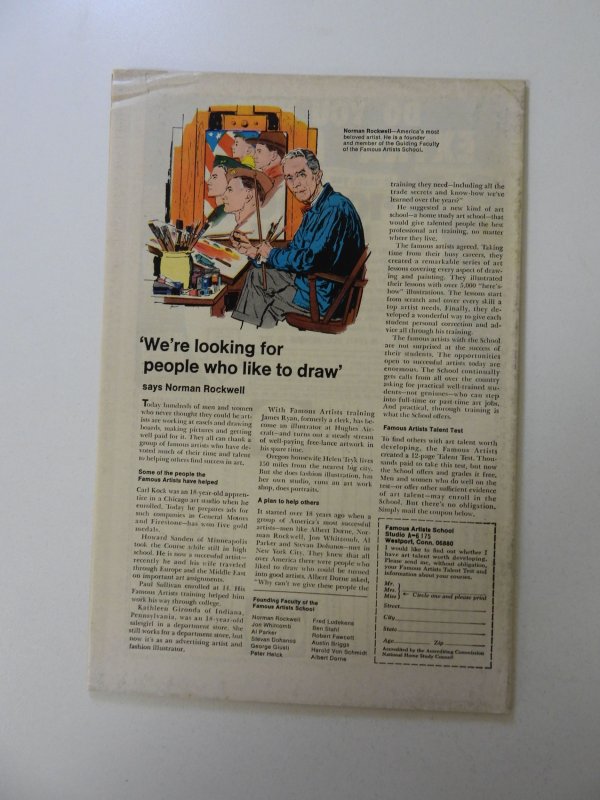 Norman Rockwell—America's most
beloved artist. He is a founder
and member of the Guiding Faculty
of the Famous Artists School.
'We're looking for
people who like to draw'
says Norman Rockwell
Today hundreds of men and women
who never thought they could be art-
ists are working at easels and drawing
boards, making pictures and getting
well paid for it. They all can thank a
group of famous artists who have de-
voted much of their time and talent
to helping others find success in art.
Some of the people the
Famous Artists have helped
Carl Kock was an 18-year-old appren-
tice in a Chicago art studio when he
enrolled. Today he prepares ads for
such companies as General Motors
and Firestone—has won five gold
medals.
Howard Sanden of Minneapolis
took the Course while still in high
school. He is now a successful artist—
recently he and his wife traveled
through Europe and the Middle East
on important art assignments.
Paul Sullivan enrolled at 14. His
Famous Artists training helped him
work his way through college.
Kathleen Gironda of Indiana,
Pennsylvania, was an 18-year-old
salesgirl in a department store. She
still works for a department store, but
now it's as an advertising artist and
fashion illustrator.
With Famous Artists training
James Ryan, formerly a clerk, has be-
come an illustrator at Hughes Air-
craft—and turns out a steady stream
of well-paying free-lance artwork in
his spare time.
Oregon housewife Helen Teyk lives
150 miles from the nearest big city.
But she does fashion illustration, has
her own studio, runs an art work
shop, does portraits.
A plan to help others
It started over 18 years ago when a
group of America's most successful
artists—men like Albert Dorne, Nor-
man Rockwell, Jon Whitcomb, Al
Parker and Stevan Dohanos—met in
New York City. They knew that all
over America there were people who
liked to draw who could be turned
into good artists. Albert Dorne asked,
"Why can't we give these people the
Founding Faculty of the
Famous Artists School
Norman Rockwell
Jon Whitcomb
Al Parker
Stevan Dohanos
George Giusti
Peter Helck
Fred Ludekens
Ben Stahl
Robert Fawcett
Austin Briggs
Harold Von Schmidt
Albert Dorne
training they need—including all the
trade secrets and know-how we've
learned over the years?"
He suggested a new kind of art
school—a home study art school—that
would give talented people the best
professional art training, no matter
where they live.
The famous artists agreed. Taking
time from their busy careers, they
created a remarkable series of art
lessons covering every aspect of draw-
ing and painting. They illustrated
their lessons with over 5,000 "here's-
how" illustrations. The lessons start
from scratch and cover every skill a
top artist needs. Finally, they de-
veloped a wonderful way to give each
student personal correction and ad-
vice all through his training.
The famous artists with the School
are not surprised at the success of
their students. The opportunities
open to successful artists today are
enormous. The School continually
gets calls from all over the country
asking for practical well-trained stu-
dents—not geniuses—who can step
into full-time or part-time art jobs.
And practical, thorough training is
what the School offers.
Famous Artists Talent Test
To find others with art talent worth
developing, the Famous Artists
created a 12-page Talent Test. Thou-
sands paid to take this test, but now
the School offers and grades it free.
Men and women who do well on the
test—or offer other sufficient evidence
of art talent—may enroll in the
School. But there's no obligation.
Simply mail the coupon below.
Famous Artists School
Studio A-6175
Westport, Conn. 06880
I would like to find out whether I
have art talent worth developing.
Please send me, without obligation,
your Famous Artists Talent Test and
information about your courses.
Mr.
Mrs. Circle one and please print
Miss
Street
City
State
Age Zip
Accredited by the Accrediting Commission
National Home Study Council